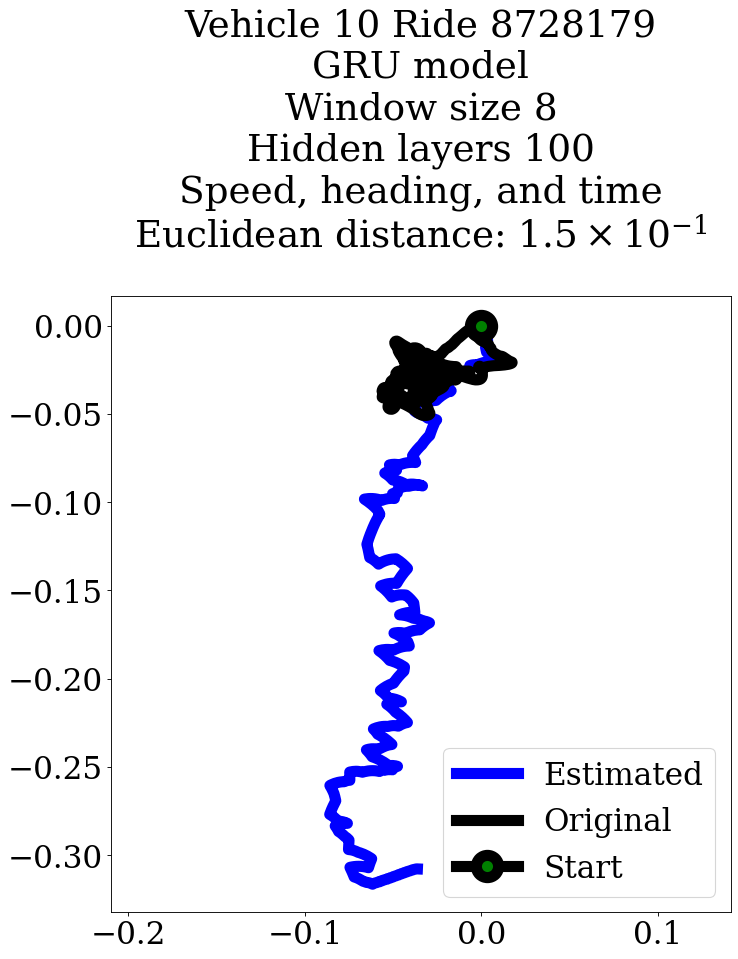 Vehicle 10 Ride 8728179
GRU model
Window size 8
Hidden layers 100
Speed, heading, and time
Euclidean distance: 1.5 × 10⁻¹
0.00
−0.05
−0.10
−0.15
−0.20
−0.25
−0.30
Estimated
Original
Start
−0.2 −0.1 0.0 0.1